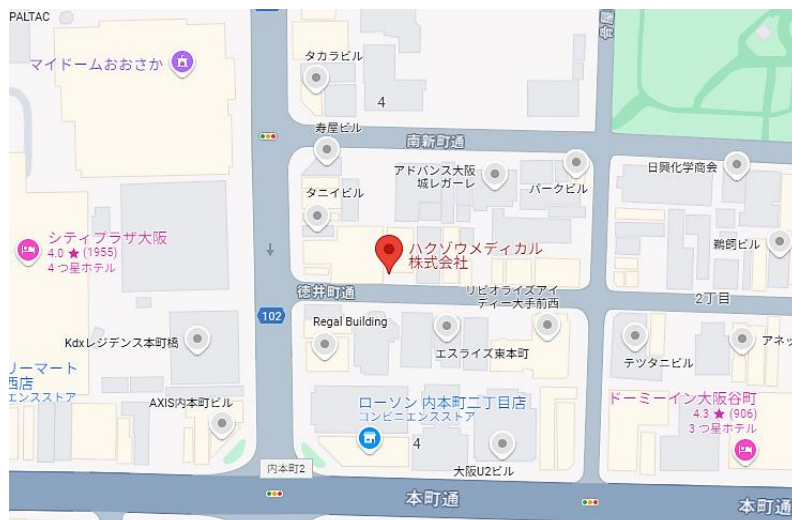 PALTAC
マイドームおおさか
タカラビル
4
寿屋ビル
南新町通
アドバンス大阪
城レガーレ
パークビル
日興化学商会
タニイビル
シティプラザ大阪
4.0 ★ (1955)
4 つ星ホテル
ハクゾウメディカル
株式会社
鵜飼ビル
徳井町通
リビオライズアイ
ティー大手前西
2丁目
102
Regal Building
Kdxレジデンス本町橋
エスライズ東本町
テツタニビル
アネッ
リーマート
西店
エンスストア
AXIS内本町ビル
ローソン 内本町二丁目店
コンビニエンスストア
ドーミーイン大阪谷町
4.3 ★ (906)
3 つ星ホテル
4
大阪U2ビル
内本町2
本町通
本町通